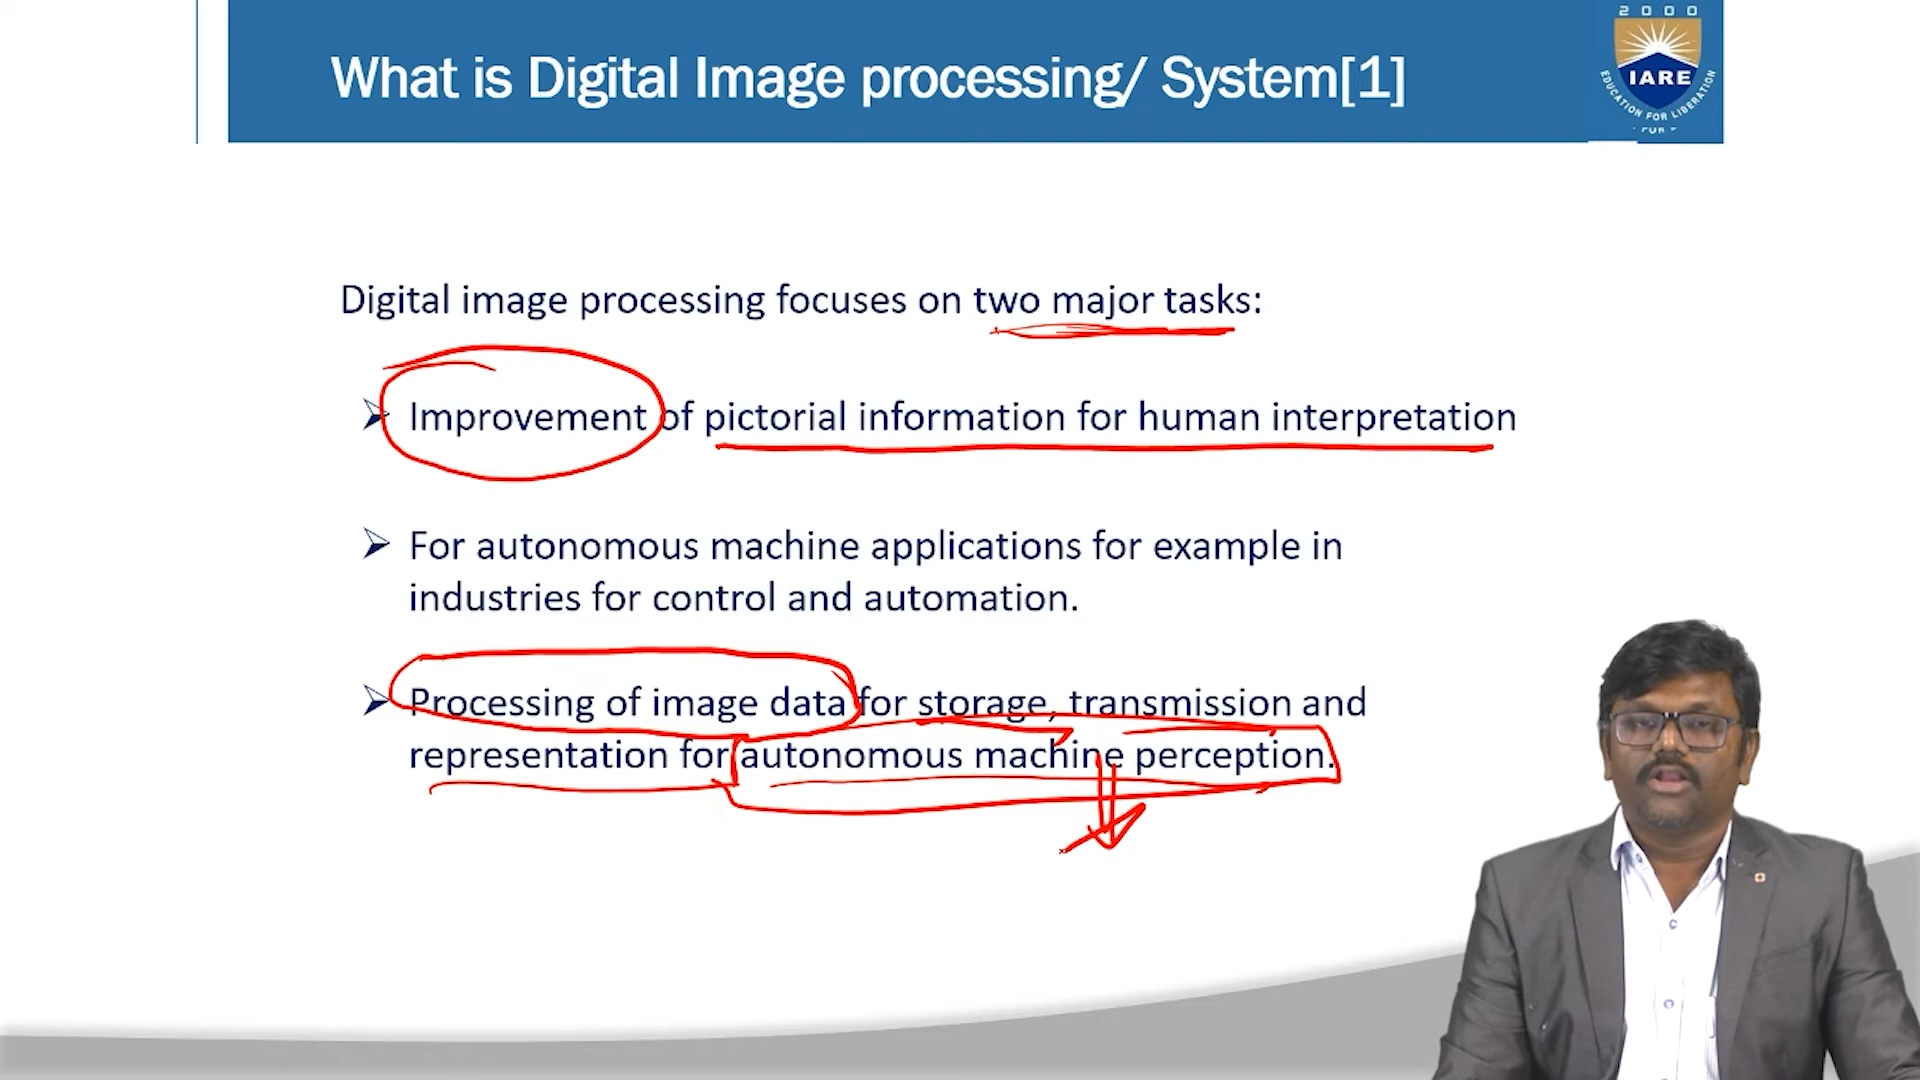 2000
What is Digital Image processing/ System[1]
IARE
EDUCATION FOR LIBERATION
Digital image processing focuses on two major tasks:
➢ Improvement of pictorial information for human interpretation
➢ For autonomous machine applications for example in
industries for control and automation.
➢ Processing of image data for storage, transmission and
representation for autonomous machine perception.